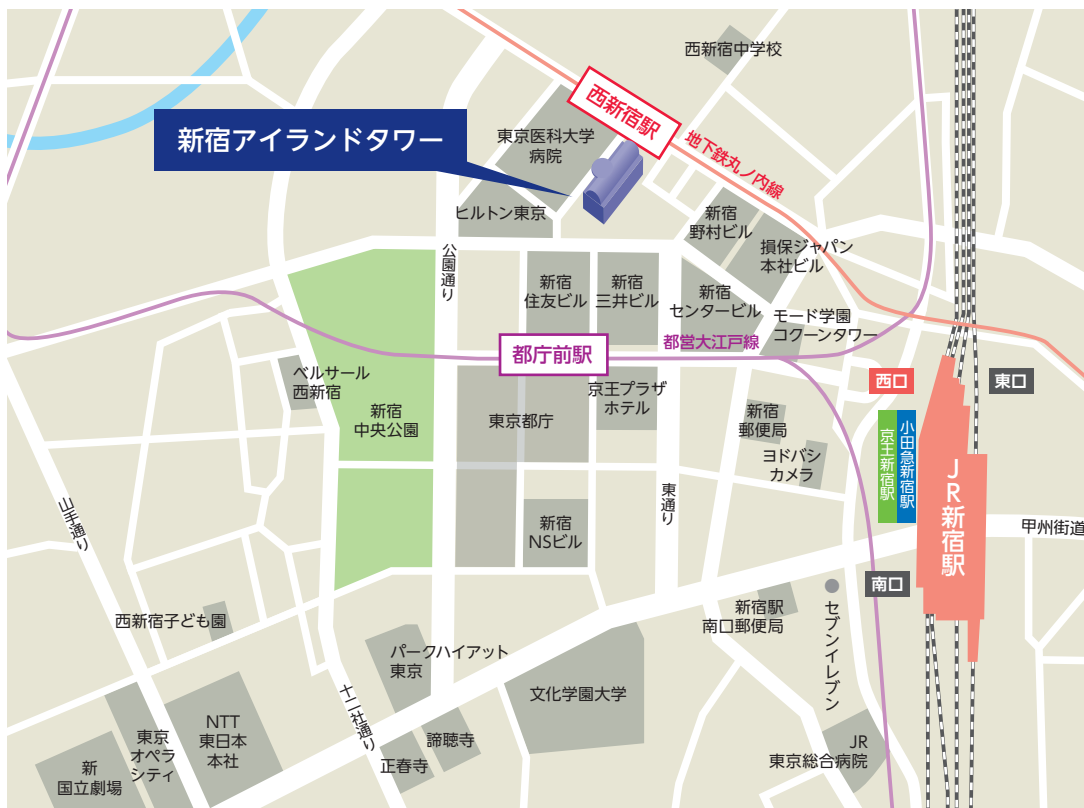 西新宿中学校
西新宿駅
新宿アイランドタワー
東京医科大学
病院
地下鉄丸ノ内線
ヒルトン東京
新宿
野村ビル
損保ジャパン
本社ビル
公園通り
新宿
住友ビル
新宿
三井ビル
新宿
センタービル
モード学園
コクーンタワー
都庁前駅
都営大江戸線
ベルサール
西新宿
西口
東口
新宿
中央公園
東京都庁
京王プラザ
ホテル
新宿
郵便局
ヨドバシ
カメラ
京王新宿駅
小田急新宿駅
JR新宿駅
山手通り
東通り
新宿
NSビル
甲州街道
南口
西新宿子ども園
新宿駅
南口郵便局
セブンイレブン
パークハイアット
東京
十二社通り
文化学園大学
NTT
東日本
本社
東京
オペラ
シティ
新
国立劇場
諦聴寺
正春寺
JR
東京総合病院